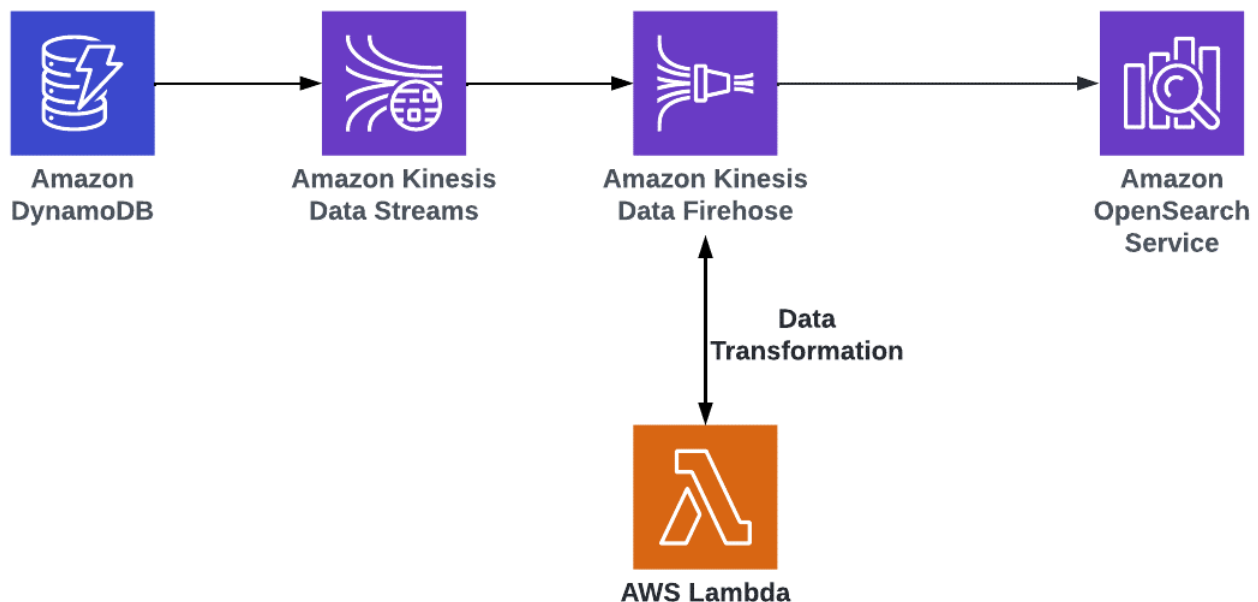 Amazon
DynamoDB
Amazon Kinesis
Data Streams
Amazon Kinesis
Data Firehose
Amazon
OpenSearch
Service
Data
Transformation
AWS Lambda